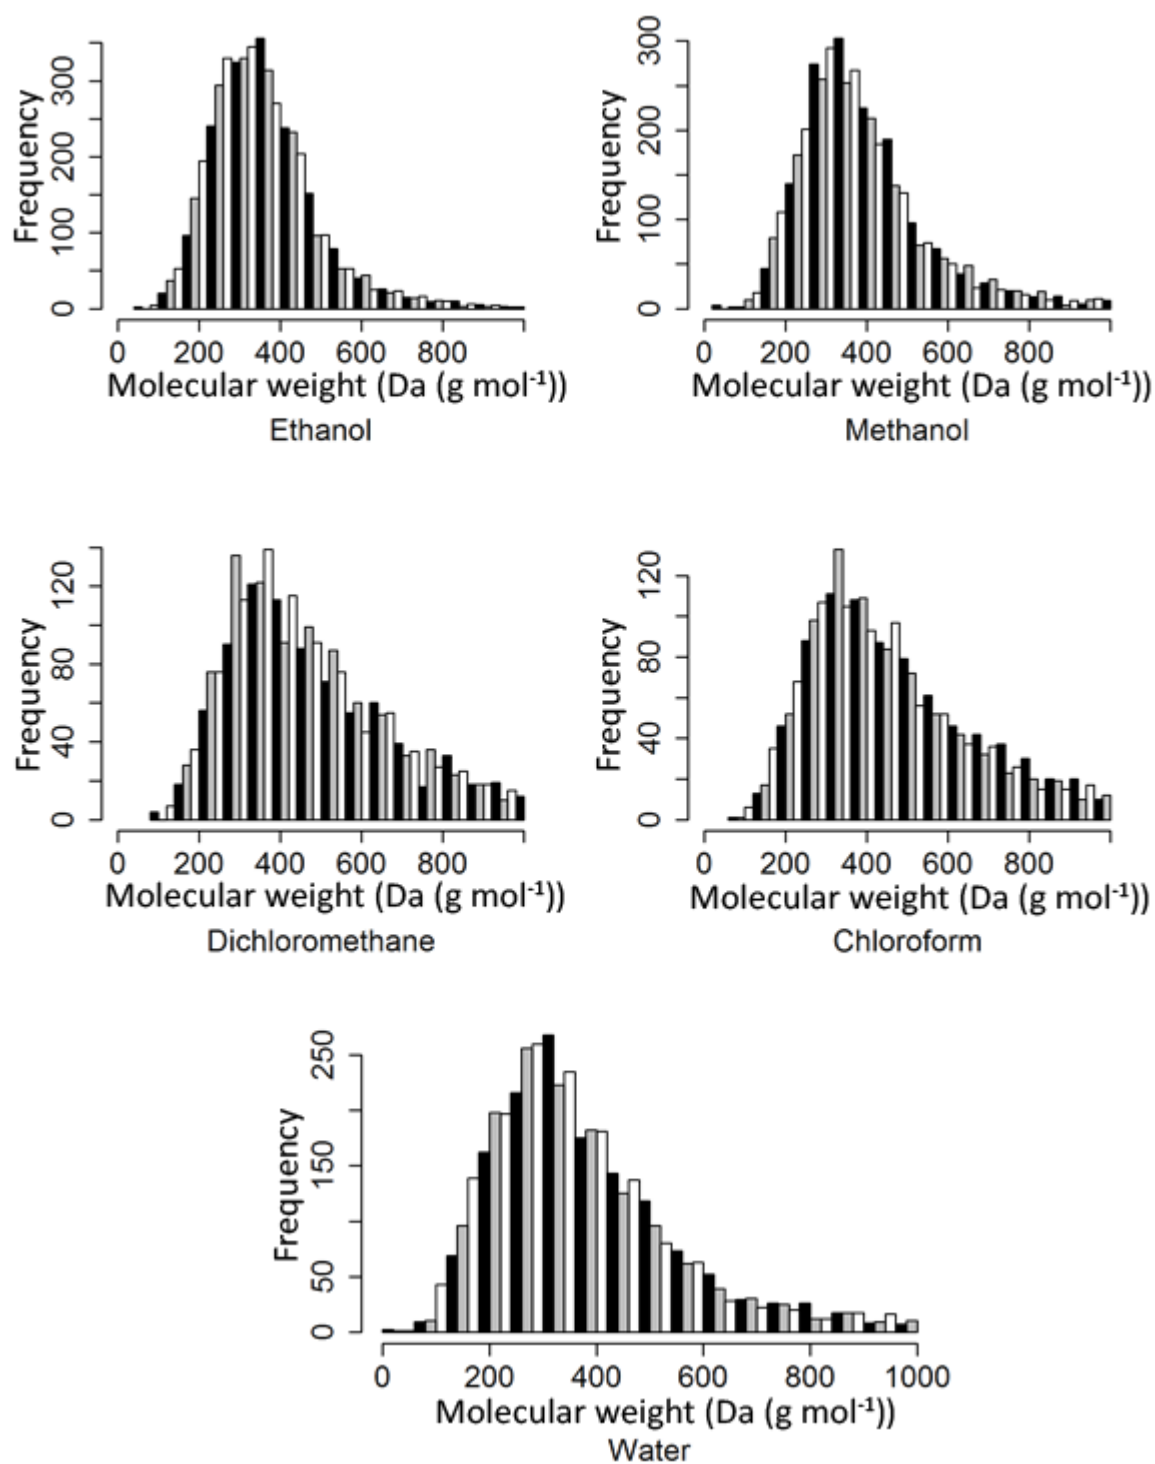 Frequency
0 100 200 300
0 200 400 600 800
Molecular weight (Da (g mol⁻¹))
Ethanol
Frequency
0 100 200 300
0 200 400 600 800
Molecular weight (Da (g mol⁻¹))
Methanol
Frequency
0 40 80 120
0 200 400 600 800
Molecular weight (Da (g mol⁻¹))
Dichloromethane
Frequency
0 40 80 120
0 200 400 600 800
Molecular weight (Da (g mol⁻¹))
Chloroform
Frequency
0 50 150 250
0 200 400 600 800 1000
Molecular weight (Da (g mol⁻¹))
Water